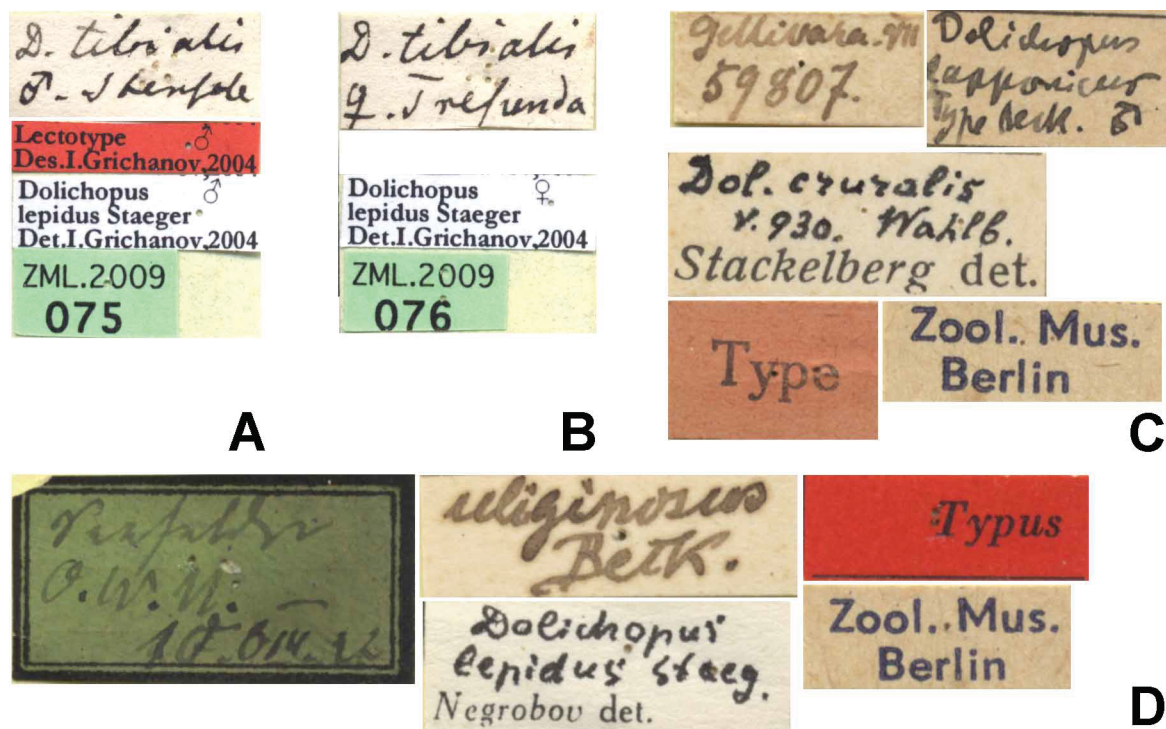 D. tibialis
♂.
Lectotype ♂
Des.I.Grichanov,2004
Dolichopus ♂
lepidus Staeger
Det.I.Grichanov,2004
ZML.2009
075
A
D. tibialis
♀. Trefunda
Dolichopus ♀
lepidus Staeger
Det.I.Grichanov,2004
ZML.2009
076
B
Gellivara.
59807.
Dolichopus
lapponicus
Type Beck. ♂
Dol. cruralis
v.930. Wahlb.
Stackelberg det.
Type
Zool. Mus.
Berlin
C
O.W.
uliginosus
Beck.
Dolichopus
lepidus Staeg.
Negrobov det.
Typus
Zool. Mus.
Berlin
D